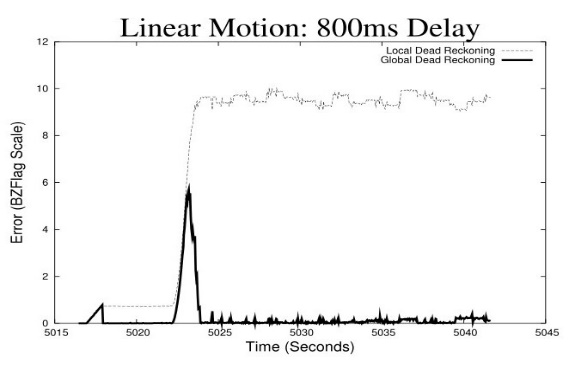 Linear Motion: 800ms Delay
Local Dead Reckoning
Global Dead Reckoning
12
10
8
6
4
2
0
Error (BZFlag Scale)
5015 5020 5025 5030 5035 5040 5045
Time (Seconds)